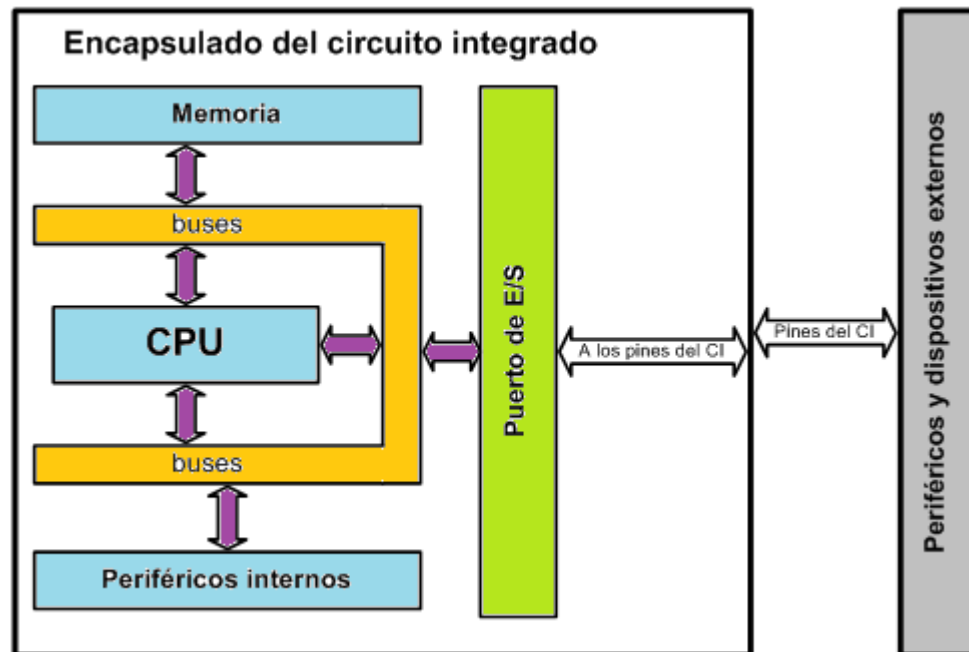 Encapsulado del circuito integrado
Memoria
buses
CPU
buses
Periféricos internos
Puerto de E/S
A los pines del CI
Pines del CI
Periféricos y dispositivos externos